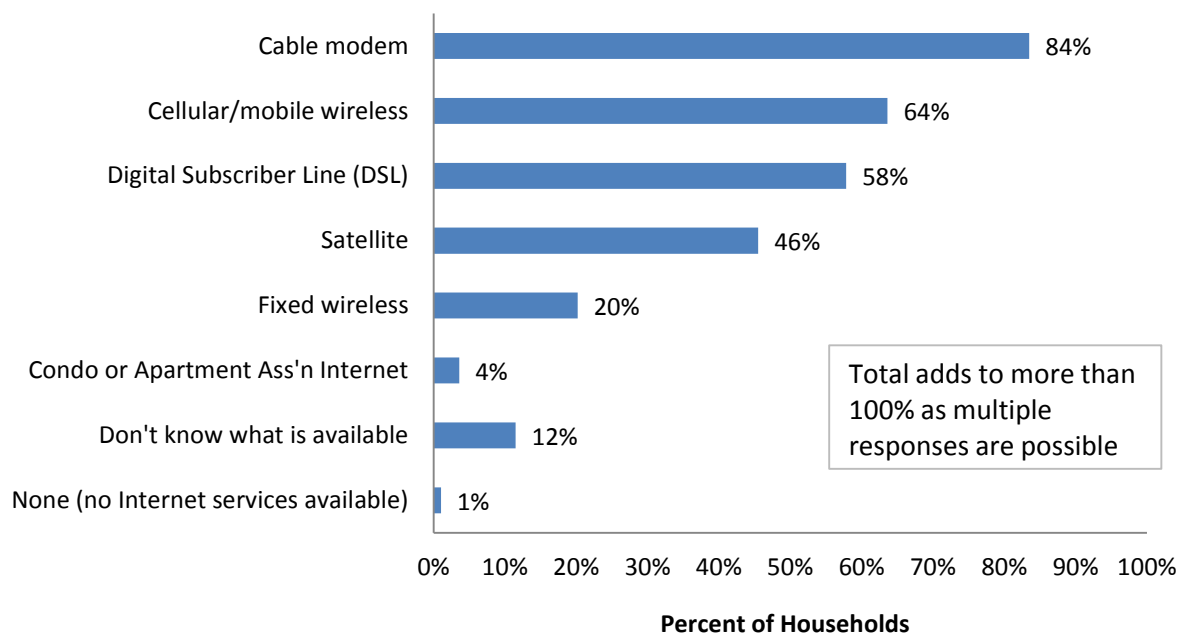 Cable modem 84%
Cellular/mobile wireless 64%
Digital Subscriber Line (DSL) 58%
Satellite 46%
Fixed wireless 20%
Condo or Apartment Ass'n Internet 4%
Don't know what is available 12%
None (no Internet services available) 1%
Total adds to more than
100% as multiple
responses are possible
0% 10% 20% 30% 40% 50% 60% 70% 80% 90% 100%
Percent of Households